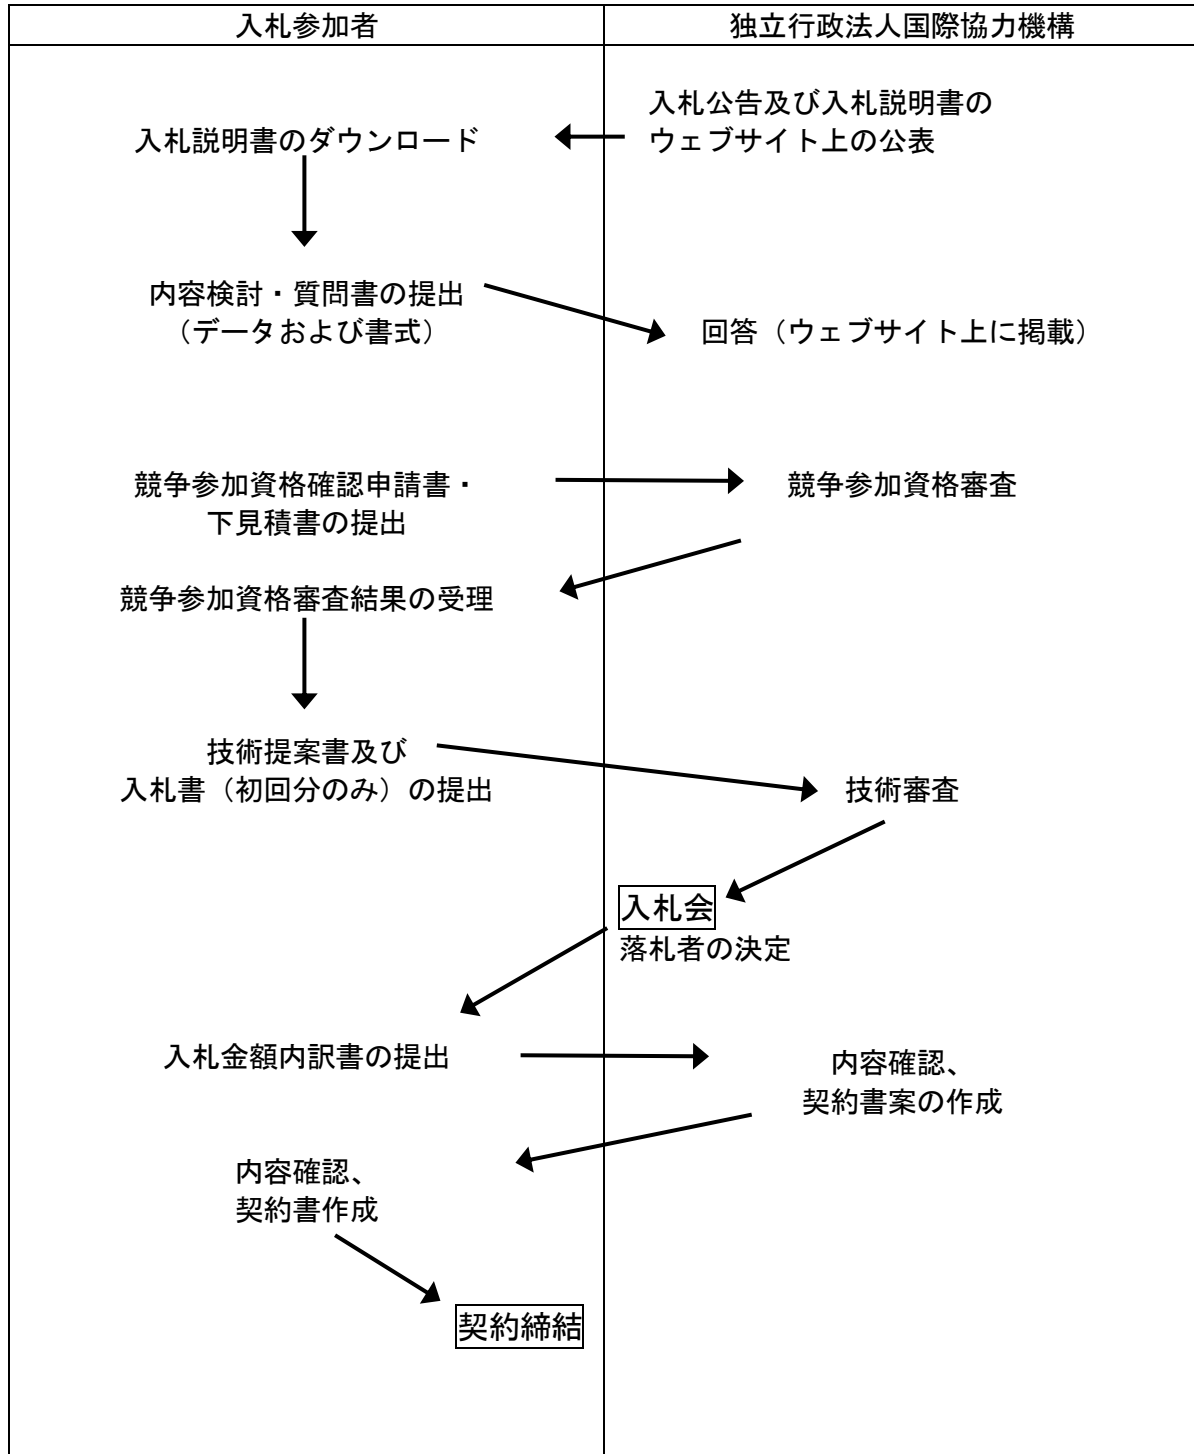 入札参加者
独立行政法人国際協力機構
入札公告及び入札説明書の
ウェブサイト上の公表
入札説明書のダウンロード
内容検討・質問書の提出
（データおよび書式）
回答（ウェブサイト上に掲載）
競争参加資格確認申請書・
下見積書の提出
競争参加資格審査
競争参加資格審査結果の受理
技術提案書及び
入札書（初回分のみ）の提出
技術審査
入札会
落札者の決定
入札金額内訳書の提出
内容確認、
契約書案の作成
内容確認、
契約書作成
契約締結